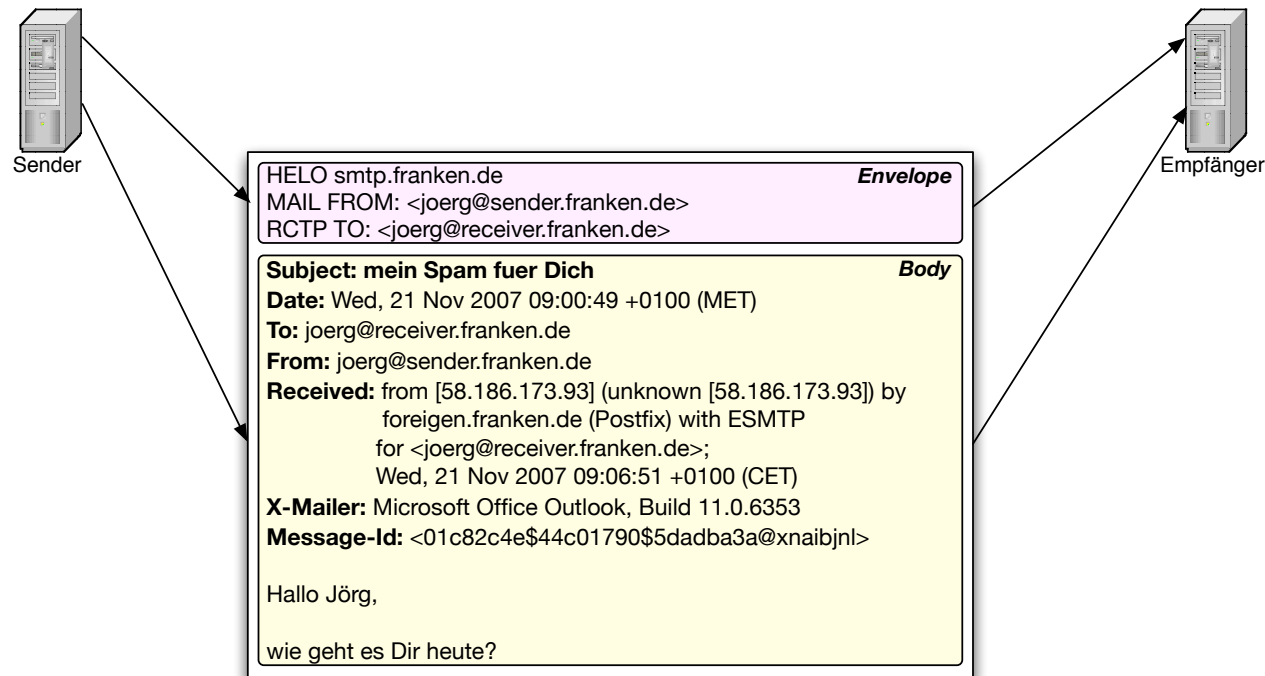 Sender
Empfänger
HELO smtp.franken.de Envelope
MAIL FROM: <joerg@sender.franken.de>
RCTP TO: <joerg@receiver.franken.de>
Subject: mein Spam fuer Dich Body
Date: Wed, 21 Nov 2007 09:00:49 +0100 (MET)
To: joerg@receiver.franken.de
From: joerg@sender.franken.de
Received: from [58.186.173.93] (unknown [58.186.173.93]) by
foreigen.franken.de (Postfix) with ESMTP
for <joerg@receiver.franken.de>;
Wed, 21 Nov 2007 09:06:51 +0100 (CET)
X-Mailer: Microsoft Office Outlook, Build 11.0.6353
Message-Id: <01c82c4e$44c01790$5dadba3a@xnaibjnl>
Hallo Jörg,
wie geht es Dir heute?